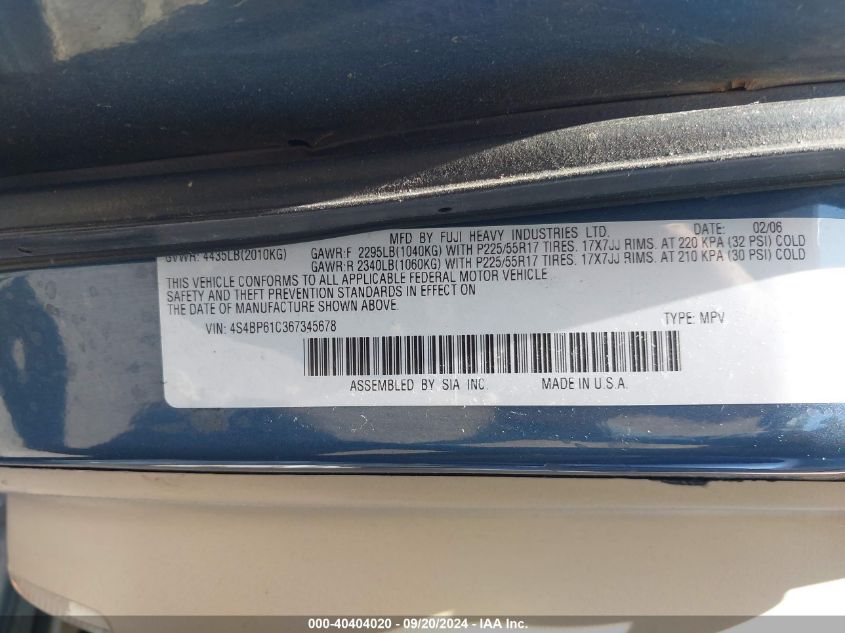 MFD BY FUJI HEAVY INDUSTRIES LTD. DATE: 02/06
GVWR: 4435LB(2010KG) GAWR:F 2295LB(1040KG) WITH P225/55R17 TIRES. 17X7JJ RIMS. AT 220 KPA (32 PSI) COLD
GAWR:R 2340LB(1060KG) WITH P225/55R17 TIRES. 17X7JJ RIMS. AT 210 KPA (30 PSI) COLD
THIS VEHICLE CONFORMS TO ALL APPLICABLE FEDERAL MOTOR VEHICLE
SAFETY AND THEFT PREVENTION STANDARDS IN EFFECT ON
THE DATE OF MANUFACTURE SHOWN ABOVE.
VIN: 4S4BP61C367345678 TYPE: MPV
ASSEMBLED BY SIA INC. MADE IN U.S.A.
000-40404020 - 09/20/2024 - IAAI.com